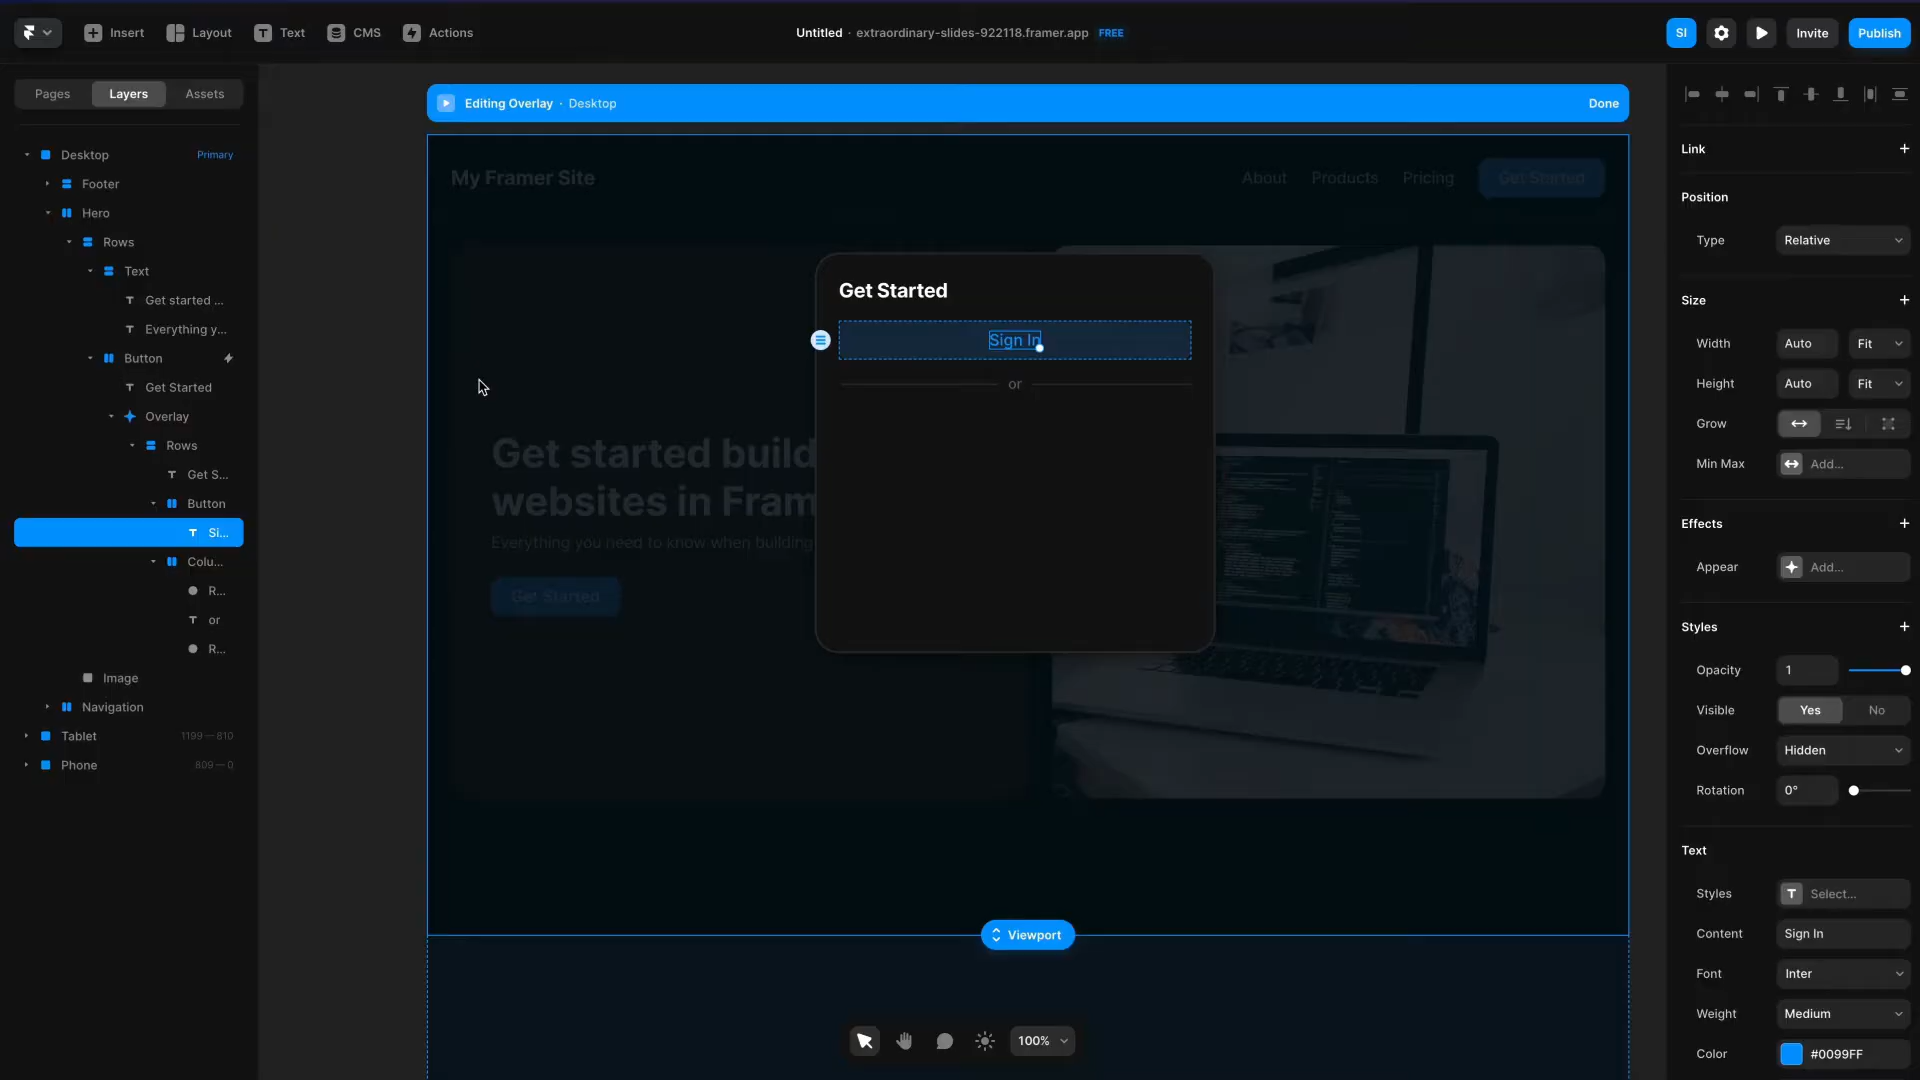 Insert
Layout
Text
CMS
Actions
Untitled · extraordinary-slides-922118.framer.app FREE
SI
Invite
Publish
Pages
Layers
Assets
Desktop
Primary
Footer
Hero
Rows
Text
Get started ...
Everything y...
Button
Get Started
Overlay
Rows
Get S...
Button
Si...
Colu...
R...
or
R...
Image
Navigation
Tablet
1199 — 810
Phone
809 — 0
Editing Overlay · Desktop
Done
My Framer Site
About
Products
Pricing
Get Started
Get Started
Sign In
or
Get started build
websites in Fram
Everything you need to know when building
Get Started
Viewport
100%
Link
Position
Type
Relative
Size
Width
Auto
Fit
Height
Auto
Fit
Grow
Min Max
Add...
Effects
Appear
Add...
Styles
Opacity
1
Visible
Yes
No
Overflow
Hidden
Rotation
0°
Text
Styles
Select...
Content
Sign In
Font
Inter
Weight
Medium
Color
#0099FF